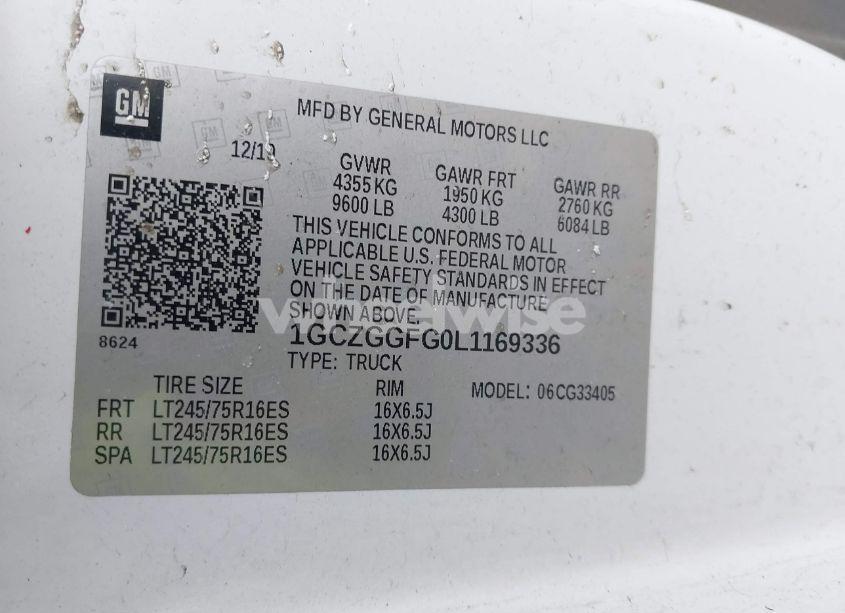 GM
MFD BY GENERAL MOTORS LLC
12/19
GVWR
4355 KG
9600 LB
GAWR FRT
1950 KG
4300 LB
GAWR RR
2760 KG
6084 LB
THIS VEHICLE CONFORMS TO ALL
APPLICABLE U.S. FEDERAL MOTOR
VEHICLE SAFETY STANDARDS IN EFFECT
ON THE DATE OF MANUFACTURE
SHOWN ABOVE.
1GCZGGFG0L1169336
8624
TYPE: TRUCK
TIRE SIZE RIM MODEL: 06CG33405
FRT LT245/75R16ES 16X6.5J
RR LT245/75R16ES 16X6.5J
SPA LT245/75R16ES 16X6.5J